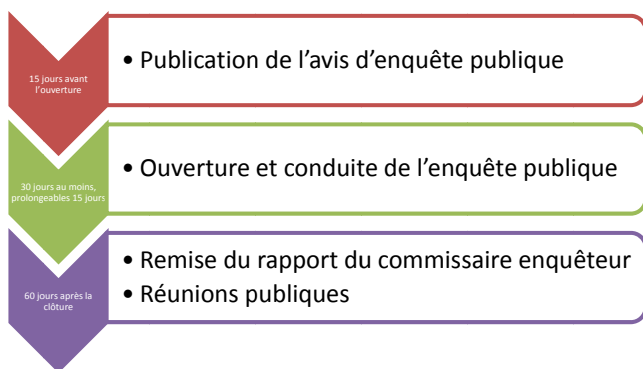 15 jours avant
l'ouverture
• Publication de l'avis d'enquête publique
30 jours au moins,
prolongeables 15 jours
• Ouverture et conduite de l'enquête publique
60 jours après la
clôture
• Remise du rapport du commissaire enquêteur
• Réunions publiques